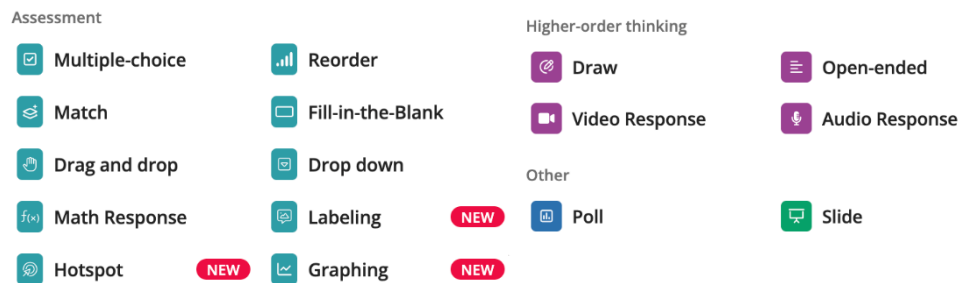 Assessment
Multiple-choice
Reorder
Match
Fill-in-the-Blank
Drag and drop
Drop down
f(x) Math Response
Labeling NEW
Hotspot NEW
Graphing NEW
Higher-order thinking
Draw
Open-ended
Video Response
Audio Response
Other
Poll
Slide